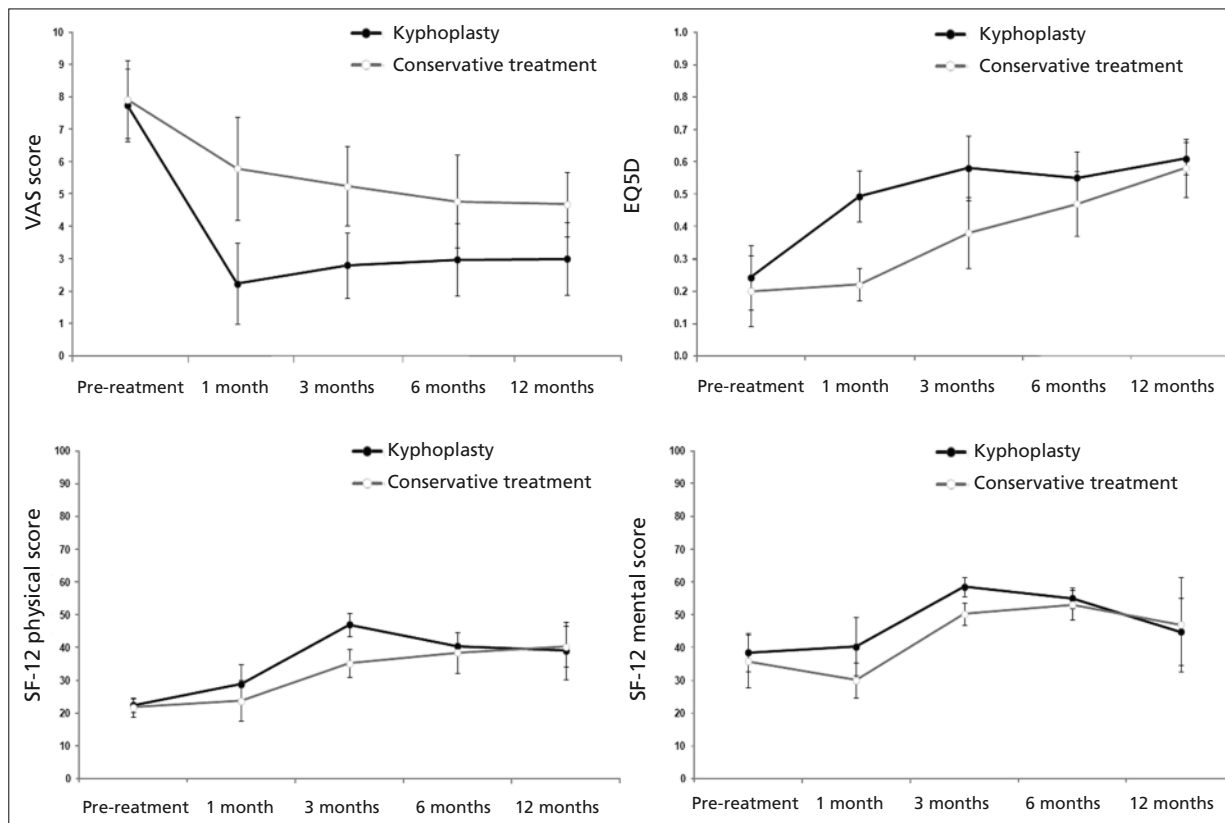 VAS score
10
9
8
7
6
5
4
3
2
1
0
Kyphoplasty
Conservative treatment
Pre-reatment 1 month 3 months 6 months 12 months
EQ5D
1.0
0.9
0.8
0.7
0.6
0.5
0.4
0.3
0.2
0.1
0.0
Kyphoplasty
Conservative treatment
Pre-reatment 1 month 3 months 6 months 12 months
SF-12 physical score
100
90
80
70
60
50
40
30
20
10
0
Kyphoplasty
Conservative treatment
Pre-reatment 1 month 3 months 6 months 12 months
SF-12 mental score
100
90
80
70
60
50
40
30
20
10
0
Kyphoplasty
Conservative treatment
Pre-reatment 1 month 3 months 6 months 12 months